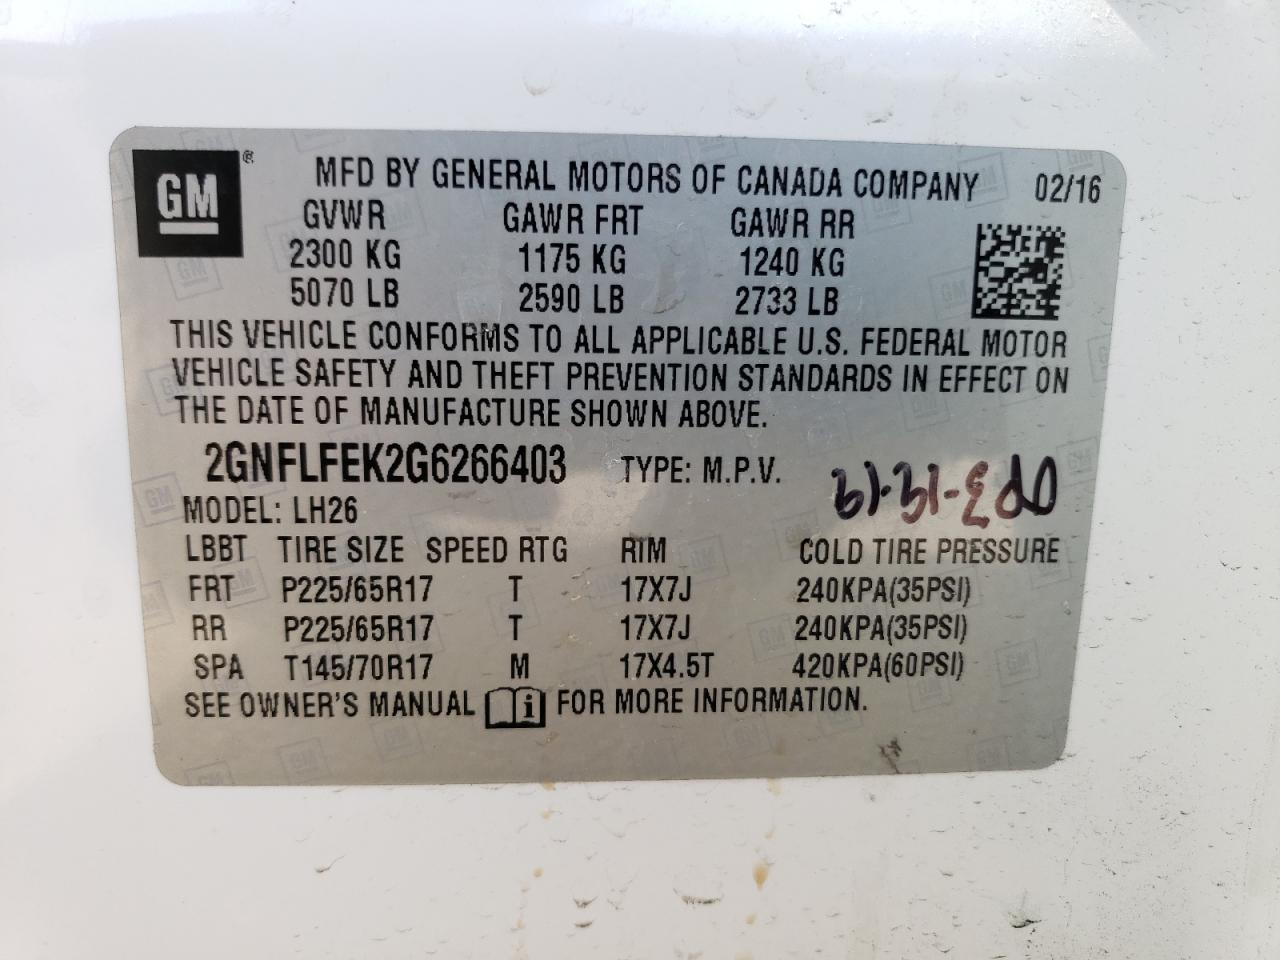 GM ® MFD BY GENERAL MOTORS OF CANADA COMPANY 02/16
GVWR GAWR FRT GAWR RR
2300 KG 1175 KG 1240 KG
5070 LB 2590 LB 2733 LB
THIS VEHICLE CONFORMS TO ALL APPLICABLE U.S. FEDERAL MOTOR
VEHICLE SAFETY AND THEFT PREVENTION STANDARDS IN EFFECT ON
THE DATE OF MANUFACTURE SHOWN ABOVE.
2GNFLFEK2G6266403 TYPE: M.P.V.
MODEL: LH26
LBBT TIRE SIZE SPEED RTG RIM COLD TIRE PRESSURE
FRT P225/65R17 T 17X7J 240KPA(35PSI)
RR P225/65R17 T 17X7J 240KPA(35PSI)
SPA T145/70R17 M 17X4.5T 420KPA(60PSI)
SEE OWNER'S MANUAL i FOR MORE INFORMATION.